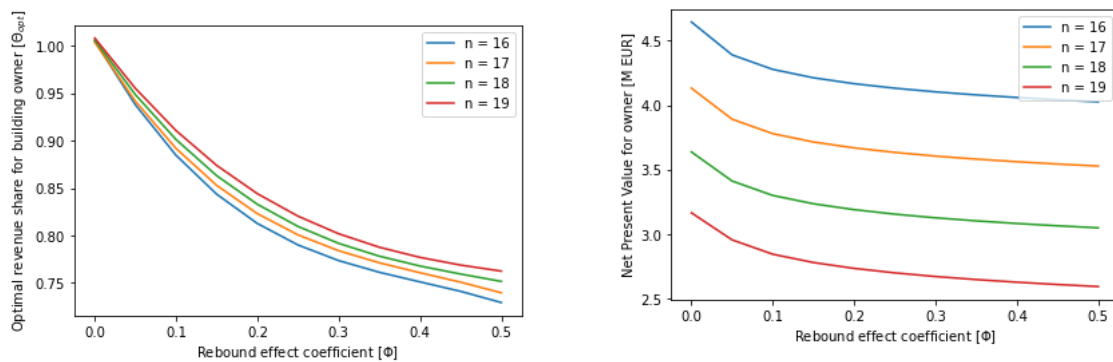 Optimal revenue share for building owner [Θopt]
1.00
0.95
0.90
0.85
0.80
0.75
0.0
0.1
0.2
0.3
0.4
0.5
Rebound effect coefficient [Φ]
n = 16
n = 17
n = 18
n = 19
Net Present Value for owner [M EUR]
4.5
4.0
3.5
3.0
2.5
0.0
0.1
0.2
0.3
0.4
0.5
Rebound effect coefficient [Φ]
n = 16
n = 17
n = 18
n = 19